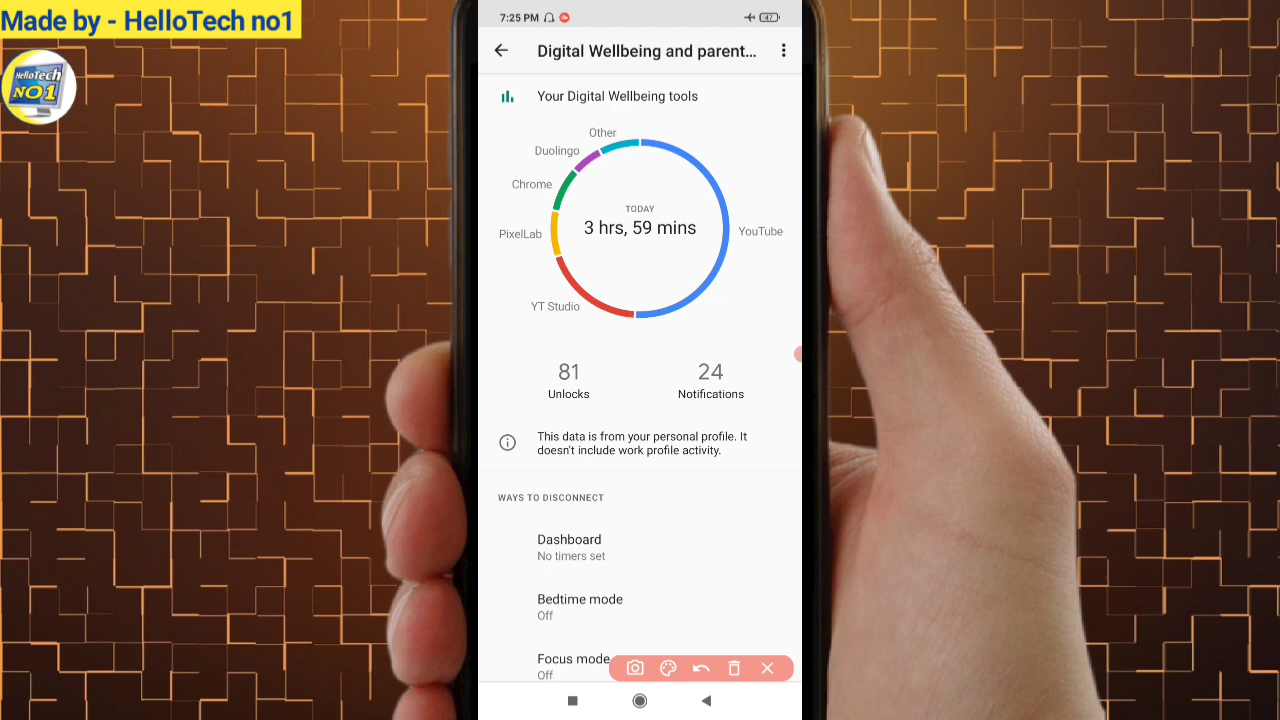 Made by - HelloTech no1
HelloTech
NO1
7:25 PM
47
Digital Wellbeing and parent...
Your Digital Wellbeing tools
Other
Duolingo
Chrome
PixelLab
YT Studio
YouTube
TODAY
3 hrs, 59 mins
81
Unlocks
24
Notifications
This data is from your personal profile. It
doesn't include work profile activity.
WAYS TO DISCONNECT
Dashboard
No timers set
Bedtime mode
Off
Focus mode
Off